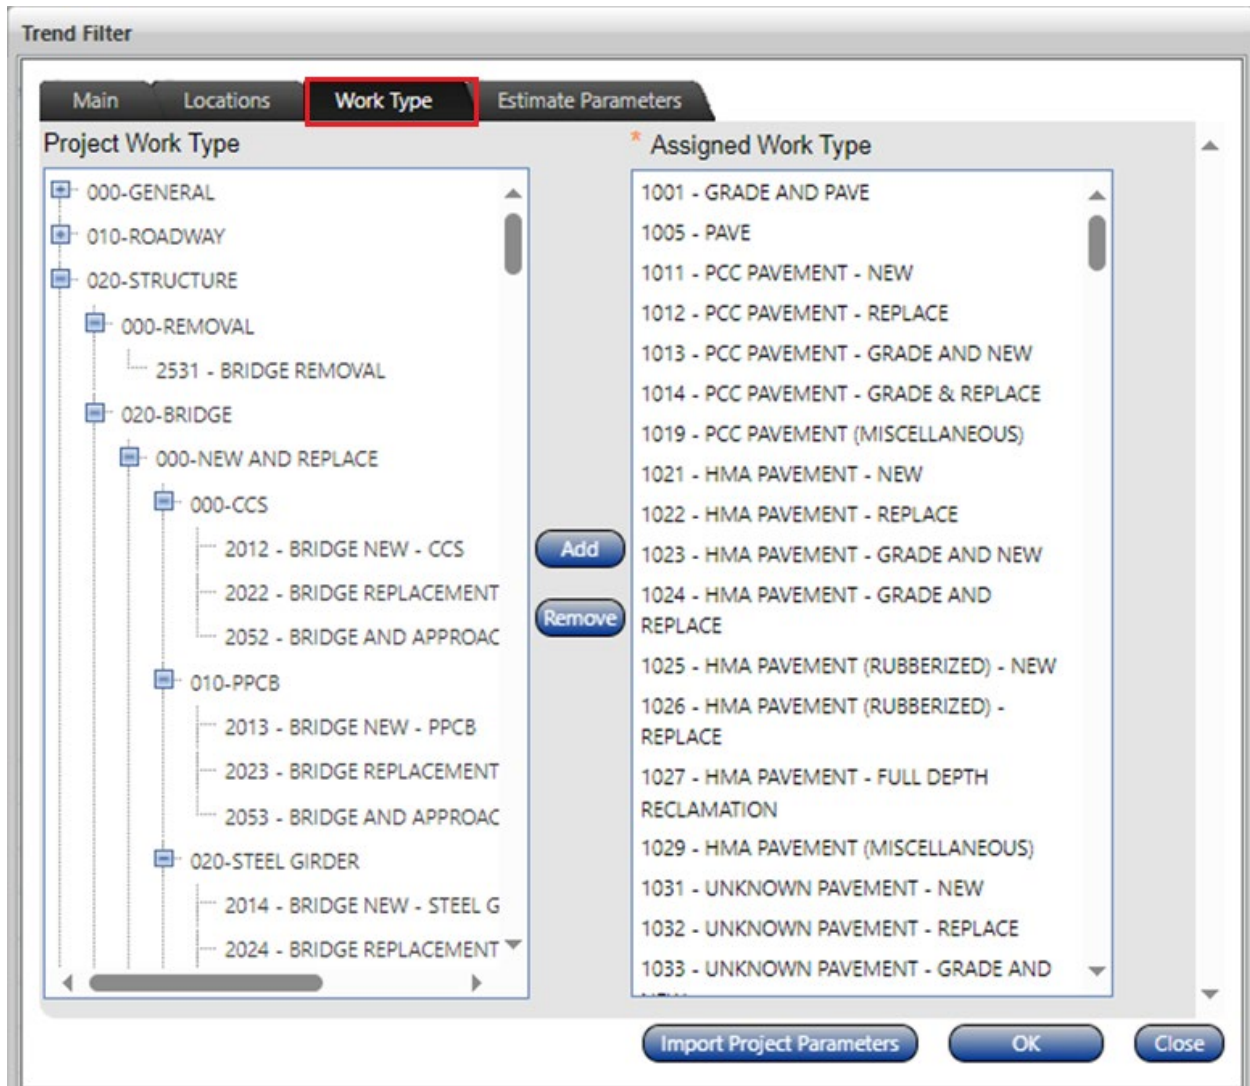 Trend Filter
Main
Locations
Work Type
Estimate Parameters
Project Work Type
000-GENERAL
010-ROADWAY
020-STRUCTURE
000-REMOVAL
2531 - BRIDGE REMOVAL
020-BRIDGE
000-NEW AND REPLACE
000-CCS
2012 - BRIDGE NEW - CCS
2022 - BRIDGE REPLACEMENT
2052 - BRIDGE AND APPROAC
010-PPCB
2013 - BRIDGE NEW - PPCB
2023 - BRIDGE REPLACEMENT
2053 - BRIDGE AND APPROAC
020-STEEL GIRDER
2014 - BRIDGE NEW - STEEL G
2024 - BRIDGE REPLACEMENT
Add
Remove
* Assigned Work Type
1001 - GRADE AND PAVE
1005 - PAVE
1011 - PCC PAVEMENT - NEW
1012 - PCC PAVEMENT - REPLACE
1013 - PCC PAVEMENT - GRADE AND NEW
1014 - PCC PAVEMENT - GRADE & REPLACE
1019 - PCC PAVEMENT (MISCELLANEOUS)
1021 - HMA PAVEMENT - NEW
1022 - HMA PAVEMENT - REPLACE
1023 - HMA PAVEMENT - GRADE AND NEW
1024 - HMA PAVEMENT - GRADE AND
REPLACE
1025 - HMA PAVEMENT (RUBBERIZED) - NEW
1026 - HMA PAVEMENT (RUBBERIZED) -
REPLACE
1027 - HMA PAVEMENT - FULL DEPTH
RECLAMATION
1029 - HMA PAVEMENT (MISCELLANEOUS)
1031 - UNKNOWN PAVEMENT - NEW
1032 - UNKNOWN PAVEMENT - REPLACE
1033 - UNKNOWN PAVEMENT - GRADE AND
Import Project Parameters
OK
Close